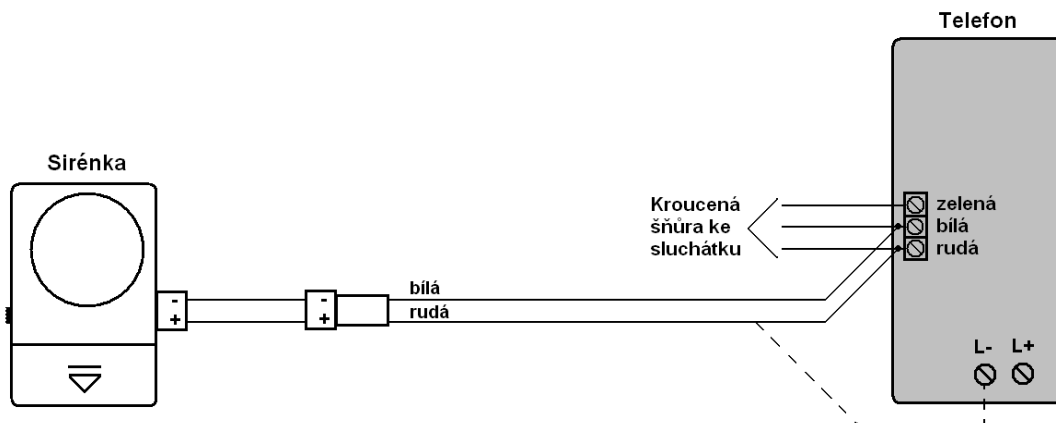 Telefon
Sirénka
Kroucená
šňůra ke
sluchátku
zelená
bílá
rudá
-
+
-
+
bílá
rudá
L- L+